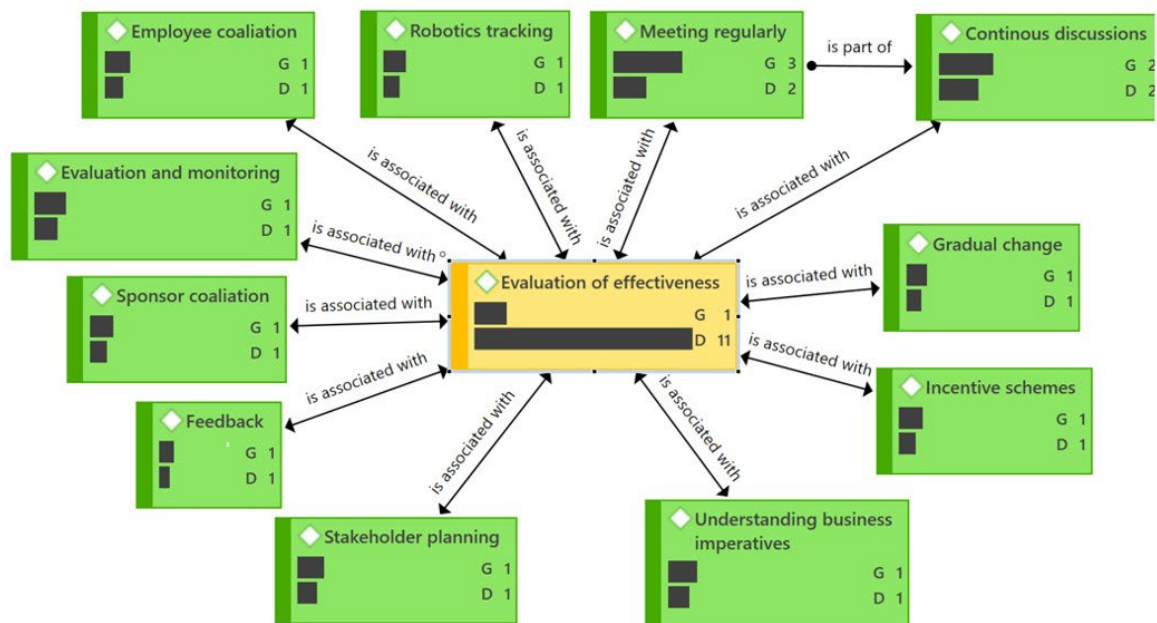 Employee coaliation
G 1
D 1
Robotics tracking
G 1
D 1
Meeting regularly
G 3
D 2
is part of
Continous discussions
G 2
D 2
is associated with
is associated with
is associated with
is associated with
Evaluation and monitoring
G 1
D 1
is associated with
Evaluation of effectiveness
G 1
D 11
is associated with
Gradual change
G 1
D 1
Sponsor coaliation
G 1
D 1
is associated with
is associated with
Incentive schemes
G 1
D 1
is associated with
Feedback
G 1
D 1
is associated with
is associated with
Stakeholder planning
G 1
D 1
Understanding business
imperatives
G 1
D 1